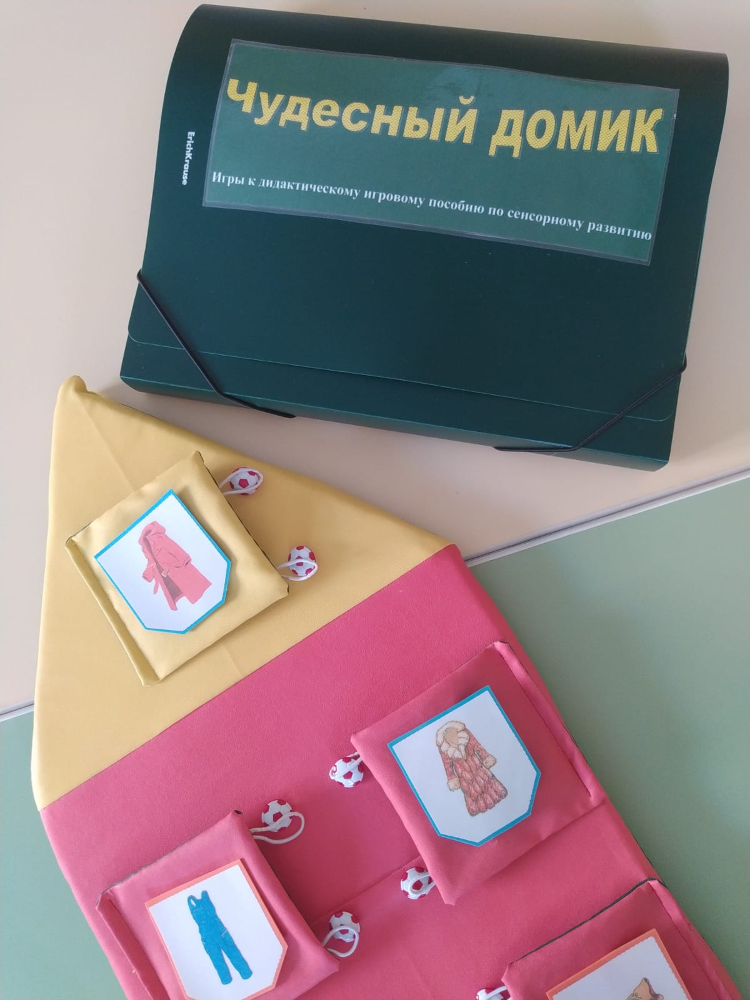 Чудесный домик
Игры к дидактическому игровому пособию по сенсорному развитию
ErichKrause